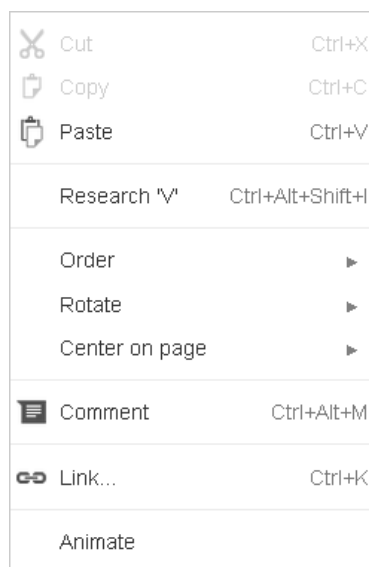 Cut Ctrl+X
Copy Ctrl+C
Paste Ctrl+V
Research 'V' Ctrl+Alt+Shift+I
Order
Rotate
Center on page
Comment Ctrl+Alt+M
Link... Ctrl+K
Animate